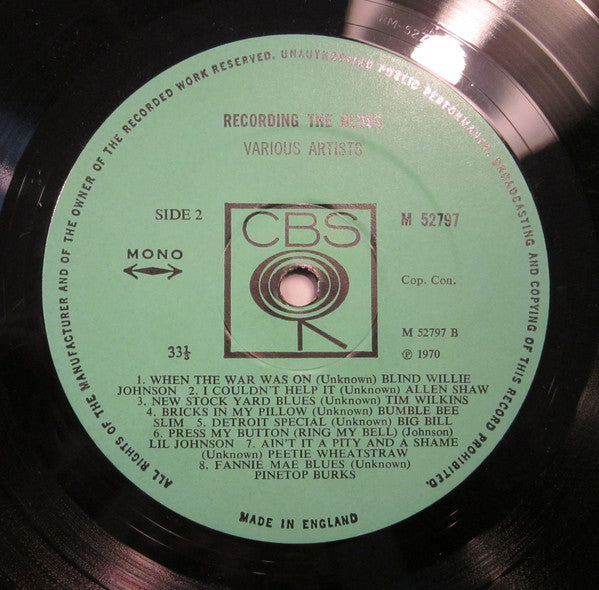 ALL RIGHTS OF THE MANUFACTURER AND OF THE OWNER OF THE RECORDED WORK RESERVED. UNAUTHORISED PUBLIC PERFORMANCE, BROADCASTING AND COPYING OF THIS RECORD PROHIBITED.
RECORDING THE BLUES
VARIOUS ARTISTS
SIDE 2
CBS
M 52797
MONO
Cop. Con.
M 52797 B
33⅓
℗ 1970
1. WHEN THE WAR WAS ON (Unknown) BLIND WILLIE
JOHNSON 2. I COULDN'T HELP IT (Unknown) ALLEN SHAW
3. NEW STOCK YARD BLUES (Unknown) TIM WILKINS
4. BRICKS IN MY PILLOW (Unknown) BUMBLE BEE
SLIM 5. DETROIT SPECIAL (Unknown) BIG BILL
6. PRESS MY BUTTON (RING MY BELL) (Johnson)
LIL JOHNSON 7. AIN'T IT A PITY AND A SHAME
(Unknown) PEETIE WHEATSTRAW
8. FANNIE MAE BLUES (Unknown)
PINETOP BURKS
MADE IN ENGLAND